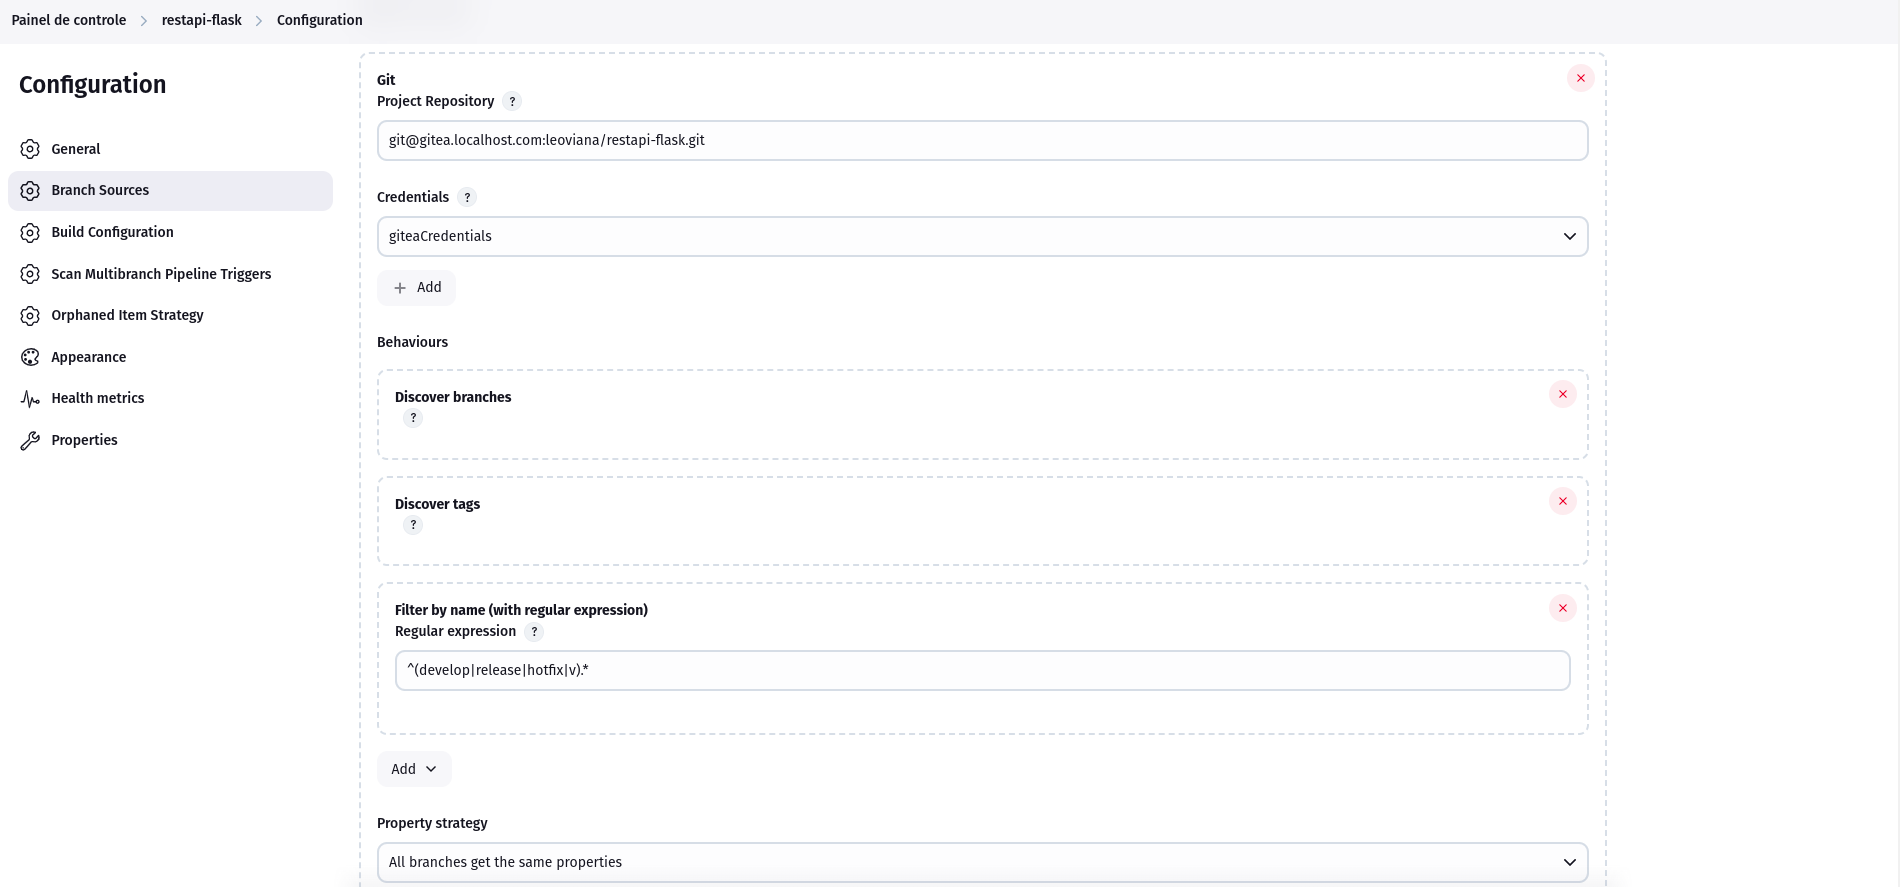 Painel de controle > restapi-flask > Configuration
Configuration
General
Branch Sources
Build Configuration
Scan Multibranch Pipeline Triggers
Orphaned Item Strategy
Appearance
Health metrics
Properties
Git
Project Repository ?
git@gitea.localhost.com:leoviana/restapi-flask.git
Credentials ?
giteaCredentials
+ Add
Behaviours
Discover branches
?
Discover tags
?
Filter by name (with regular expression)
Regular expression ?
^(develop|release|hotfix|v).*
Add
Property strategy
All branches get the same properties